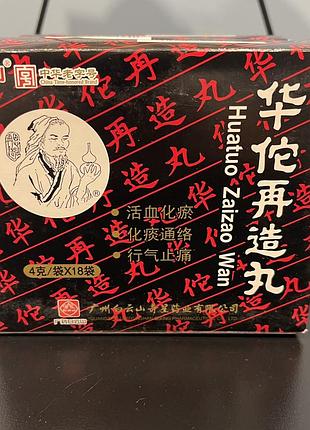 中华老字号
China Time-honored Brand
华佗再造丸
Huatuo Zaizao Wan
活血化瘀
化痰通络
行气止痛
4克/袋X18袋
广州白云山奇星药业有限公司